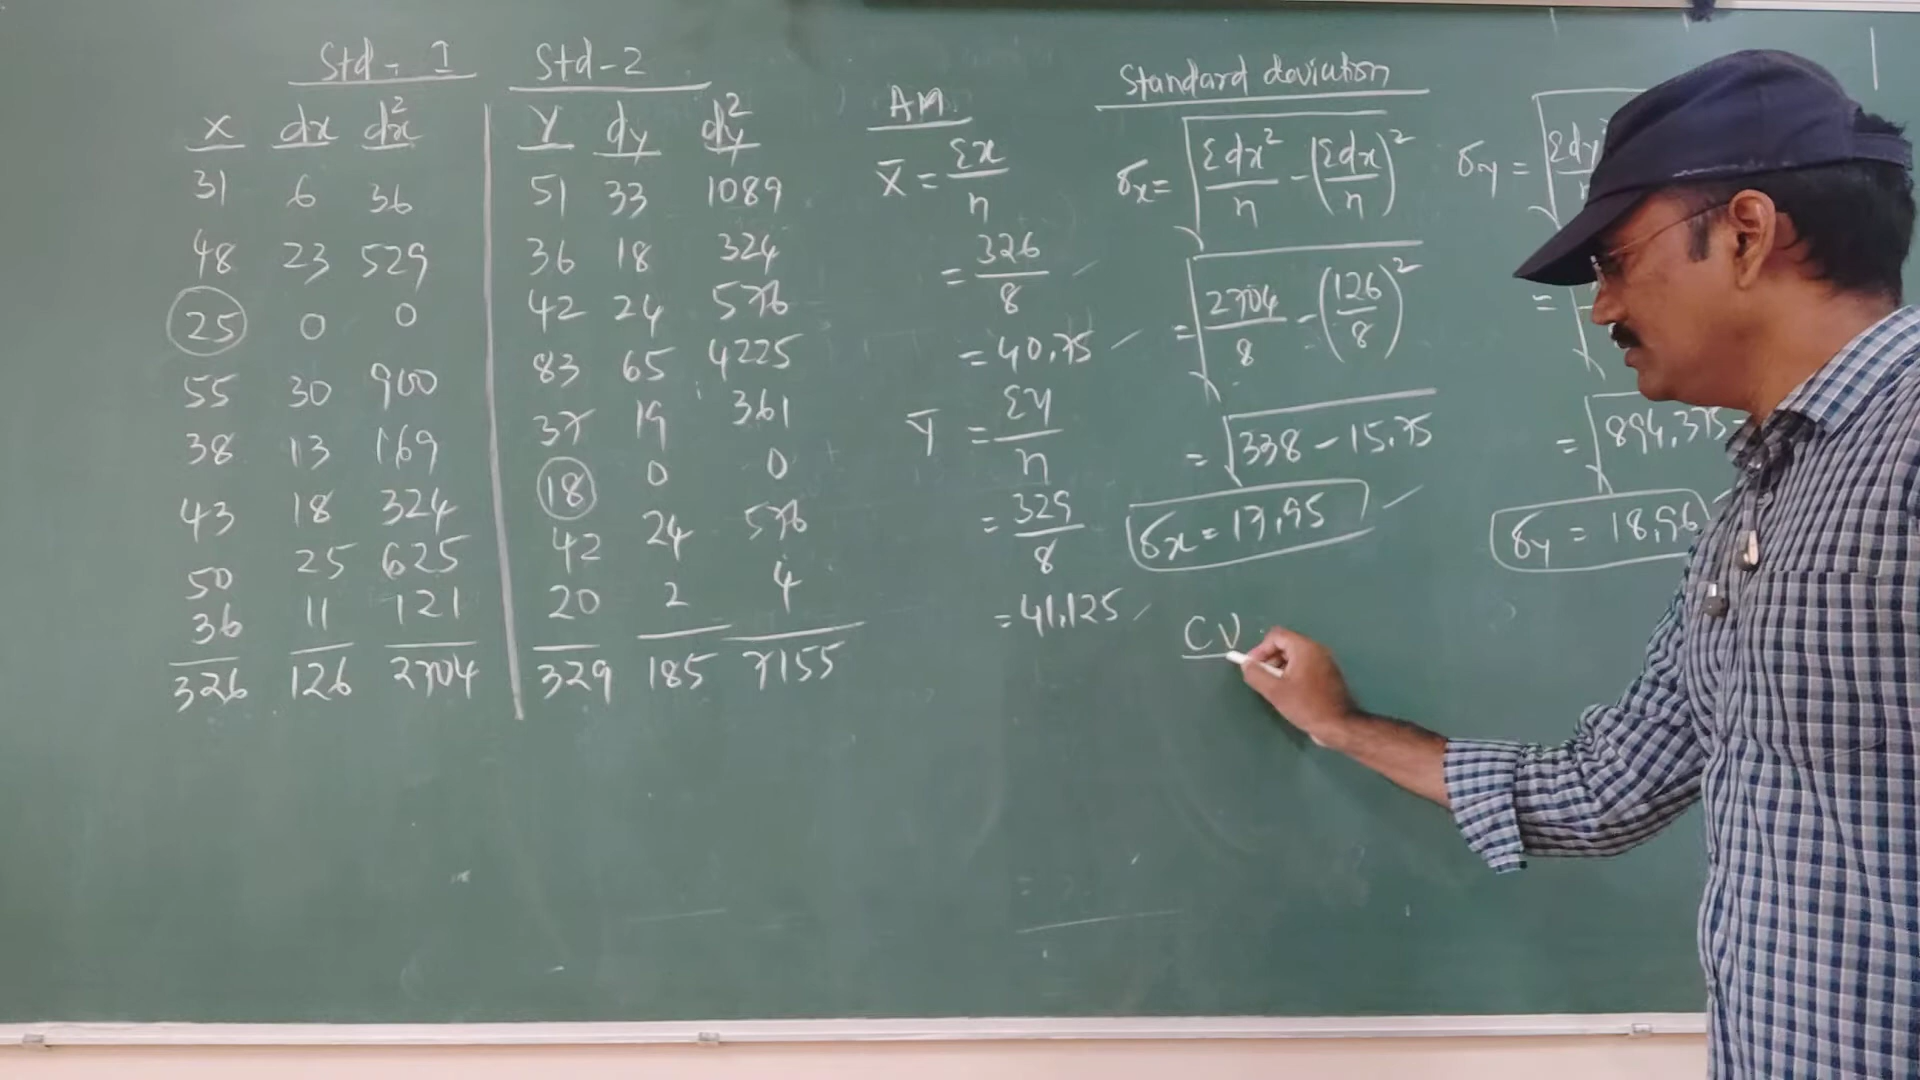 Std - I
x dx dx²
31 6 36
48 23 529
25 0 0
55 30 900
38 13 169
43 18 324
50 25 625
36 11 121
326 126 2704
Std - 2
Y dy dy²
51 33 1089
36 18 324
42 24 576
83 65 4225
37 19 361
18 0 0
42 24 576
20 2 4
329 185 7155
AM
x̄ = Σx/n
= 326/8
= 40.75
ȳ = Σy/n
= 329/8
= 41.125
Standard deviation
σx = √(Σdx²/n - (Σdx/n)²)
= √(2704/8 - (126/8)²)
= √(338 - 15.75
σx = 17.95
CV
σy = √(Σdy
=
= √(894.375 -
σy = 18.96